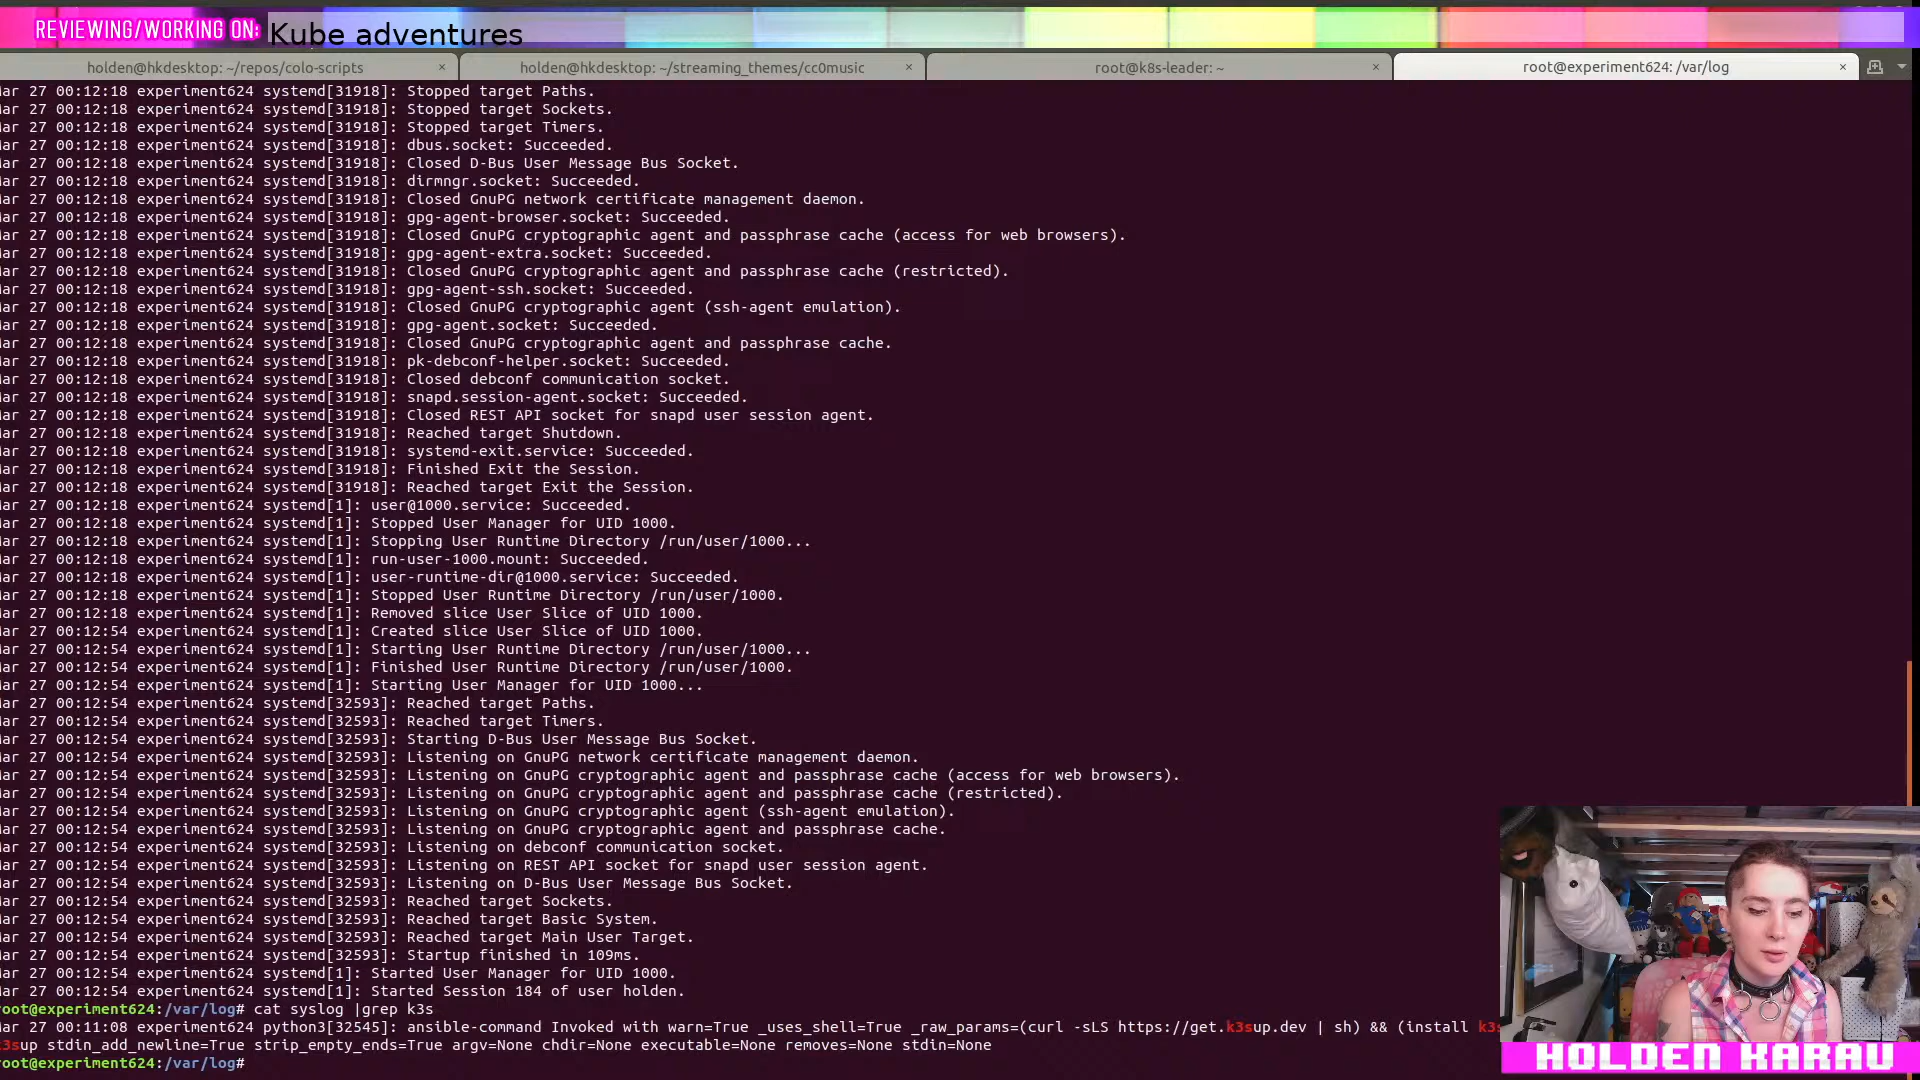 REVIEWING/WORKING ON: Kube adventures
holden@hkdesktop: ~/repos/colo-scripts × holden@hkdesktop: ~/streaming_themes/cc0music × root@k8s-leader: ~ × root@experiment624: /var/log ×
ar 27 00:12:18 experiment624 systemd[31918]: Stopped target Paths.
ar 27 00:12:18 experiment624 systemd[31918]: Stopped target Sockets.
ar 27 00:12:18 experiment624 systemd[31918]: Stopped target Timers.
ar 27 00:12:18 experiment624 systemd[31918]: dbus.socket: Succeeded.
ar 27 00:12:18 experiment624 systemd[31918]: Closed D-Bus User Message Bus Socket.
ar 27 00:12:18 experiment624 systemd[31918]: dirmngr.socket: Succeeded.
ar 27 00:12:18 experiment624 systemd[31918]: Closed GnuPG network certificate management daemon.
ar 27 00:12:18 experiment624 systemd[31918]: gpg-agent-browser.socket: Succeeded.
ar 27 00:12:18 experiment624 systemd[31918]: Closed GnuPG cryptographic agent and passphrase cache (access for web browsers).
ar 27 00:12:18 experiment624 systemd[31918]: gpg-agent-extra.socket: Succeeded.
ar 27 00:12:18 experiment624 systemd[31918]: Closed GnuPG cryptographic agent and passphrase cache (restricted).
ar 27 00:12:18 experiment624 systemd[31918]: gpg-agent-ssh.socket: Succeeded.
ar 27 00:12:18 experiment624 systemd[31918]: Closed GnuPG cryptographic agent (ssh-agent emulation).
ar 27 00:12:18 experiment624 systemd[31918]: gpg-agent.socket: Succeeded.
ar 27 00:12:18 experiment624 systemd[31918]: Closed GnuPG cryptographic agent and passphrase cache.
ar 27 00:12:18 experiment624 systemd[31918]: pk-debconf-helper.socket: Succeeded.
ar 27 00:12:18 experiment624 systemd[31918]: Closed debconf communication socket.
ar 27 00:12:18 experiment624 systemd[31918]: snapd.session-agent.socket: Succeeded.
ar 27 00:12:18 experiment624 systemd[31918]: Closed REST API socket for snapd user session agent.
ar 27 00:12:18 experiment624 systemd[31918]: Reached target Shutdown.
ar 27 00:12:18 experiment624 systemd[31918]: systemd-exit.service: Succeeded.
ar 27 00:12:18 experiment624 systemd[31918]: Finished Exit the Session.
ar 27 00:12:18 experiment624 systemd[31918]: Reached target Exit the Session.
ar 27 00:12:18 experiment624 systemd[1]: user@1000.service: Succeeded.
ar 27 00:12:18 experiment624 systemd[1]: Stopped User Manager for UID 1000.
ar 27 00:12:18 experiment624 systemd[1]: Stopping User Runtime Directory /run/user/1000...
ar 27 00:12:18 experiment624 systemd[1]: run-user-1000.mount: Succeeded.
ar 27 00:12:18 experiment624 systemd[1]: user-runtime-dir@1000.service: Succeeded.
ar 27 00:12:18 experiment624 systemd[1]: Stopped User Runtime Directory /run/user/1000.
ar 27 00:12:18 experiment624 systemd[1]: Removed slice User Slice of UID 1000.
ar 27 00:12:54 experiment624 systemd[1]: Created slice User Slice of UID 1000.
ar 27 00:12:54 experiment624 systemd[1]: Starting User Runtime Directory /run/user/1000...
ar 27 00:12:54 experiment624 systemd[1]: Finished User Runtime Directory /run/user/1000.
ar 27 00:12:54 experiment624 systemd[1]: Starting User Manager for UID 1000...
ar 27 00:12:54 experiment624 systemd[32593]: Reached target Paths.
ar 27 00:12:54 experiment624 systemd[32593]: Reached target Timers.
ar 27 00:12:54 experiment624 systemd[32593]: Starting D-Bus User Message Bus Socket.
ar 27 00:12:54 experiment624 systemd[32593]: Listening on GnuPG network certificate management daemon.
ar 27 00:12:54 experiment624 systemd[32593]: Listening on GnuPG cryptographic agent and passphrase cache (access for web browsers).
ar 27 00:12:54 experiment624 systemd[32593]: Listening on GnuPG cryptographic agent and passphrase cache (restricted).
ar 27 00:12:54 experiment624 systemd[32593]: Listening on GnuPG cryptographic agent (ssh-agent emulation).
ar 27 00:12:54 experiment624 systemd[32593]: Listening on GnuPG cryptographic agent and passphrase cache.
ar 27 00:12:54 experiment624 systemd[32593]: Listening on debconf communication socket.
ar 27 00:12:54 experiment624 systemd[32593]: Listening on REST API socket for snapd user session agent.
ar 27 00:12:54 experiment624 systemd[32593]: Listening on D-Bus User Message Bus Socket.
ar 27 00:12:54 experiment624 systemd[32593]: Reached target Sockets.
ar 27 00:12:54 experiment624 systemd[32593]: Reached target Basic System.
ar 27 00:12:54 experiment624 systemd[32593]: Reached target Main User Target.
ar 27 00:12:54 experiment624 systemd[32593]: Startup finished in 109ms.
ar 27 00:12:54 experiment624 systemd[1]: Started User Manager for UID 1000.
ar 27 00:12:54 experiment624 systemd[1]: Started Session 184 of user holden.
root@experiment624:/var/log# cat syslog |grep k3s
ar 27 00:11:08 experiment624 python3[32545]: ansible-command Invoked with warn=True _uses_shell=True _raw_params=(curl -sLS https://get.k3sup.dev | sh) && (install k3s
k3sup stdin_add_newline=True strip_empty_ends=True argv=None chdir=None executable=None removes=None stdin=None
root@experiment624:/var/log#
HOLDEN KARAU